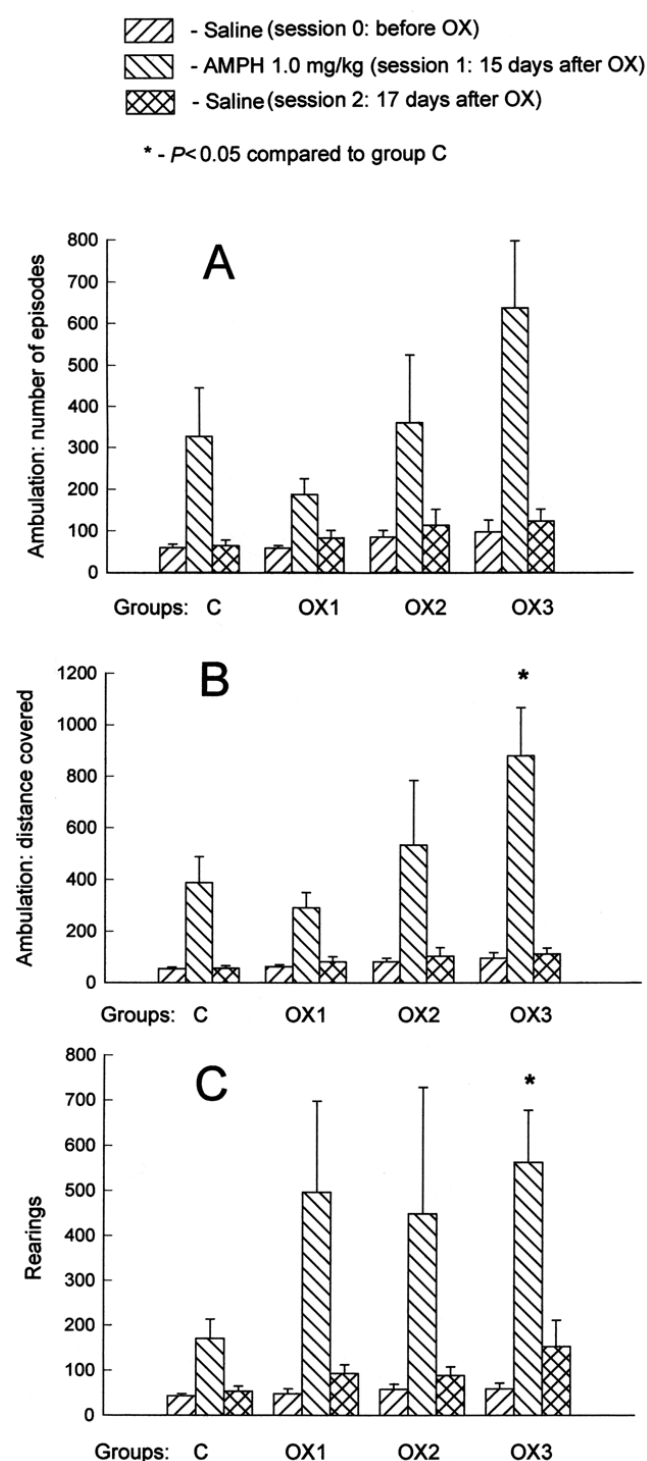 - Saline (session 0: before OX)
- AMPH 1.0 mg/kg (session 1: 15 days after OX)
- Saline (session 2: 17 days after OX)
* - P<0.05 compared to group C
A
Ambulation: number of episodes
800
700
600
500
400
300
200
100
0
Groups: C OX1 OX2 OX3
B
*
Ambulation: distance covered
1200
1000
800
600
400
200
0
Groups: C OX1 OX2 OX3
C
*
Rearings
800
700
600
500
400
300
200
100
0
Groups: C OX1 OX2 OX3